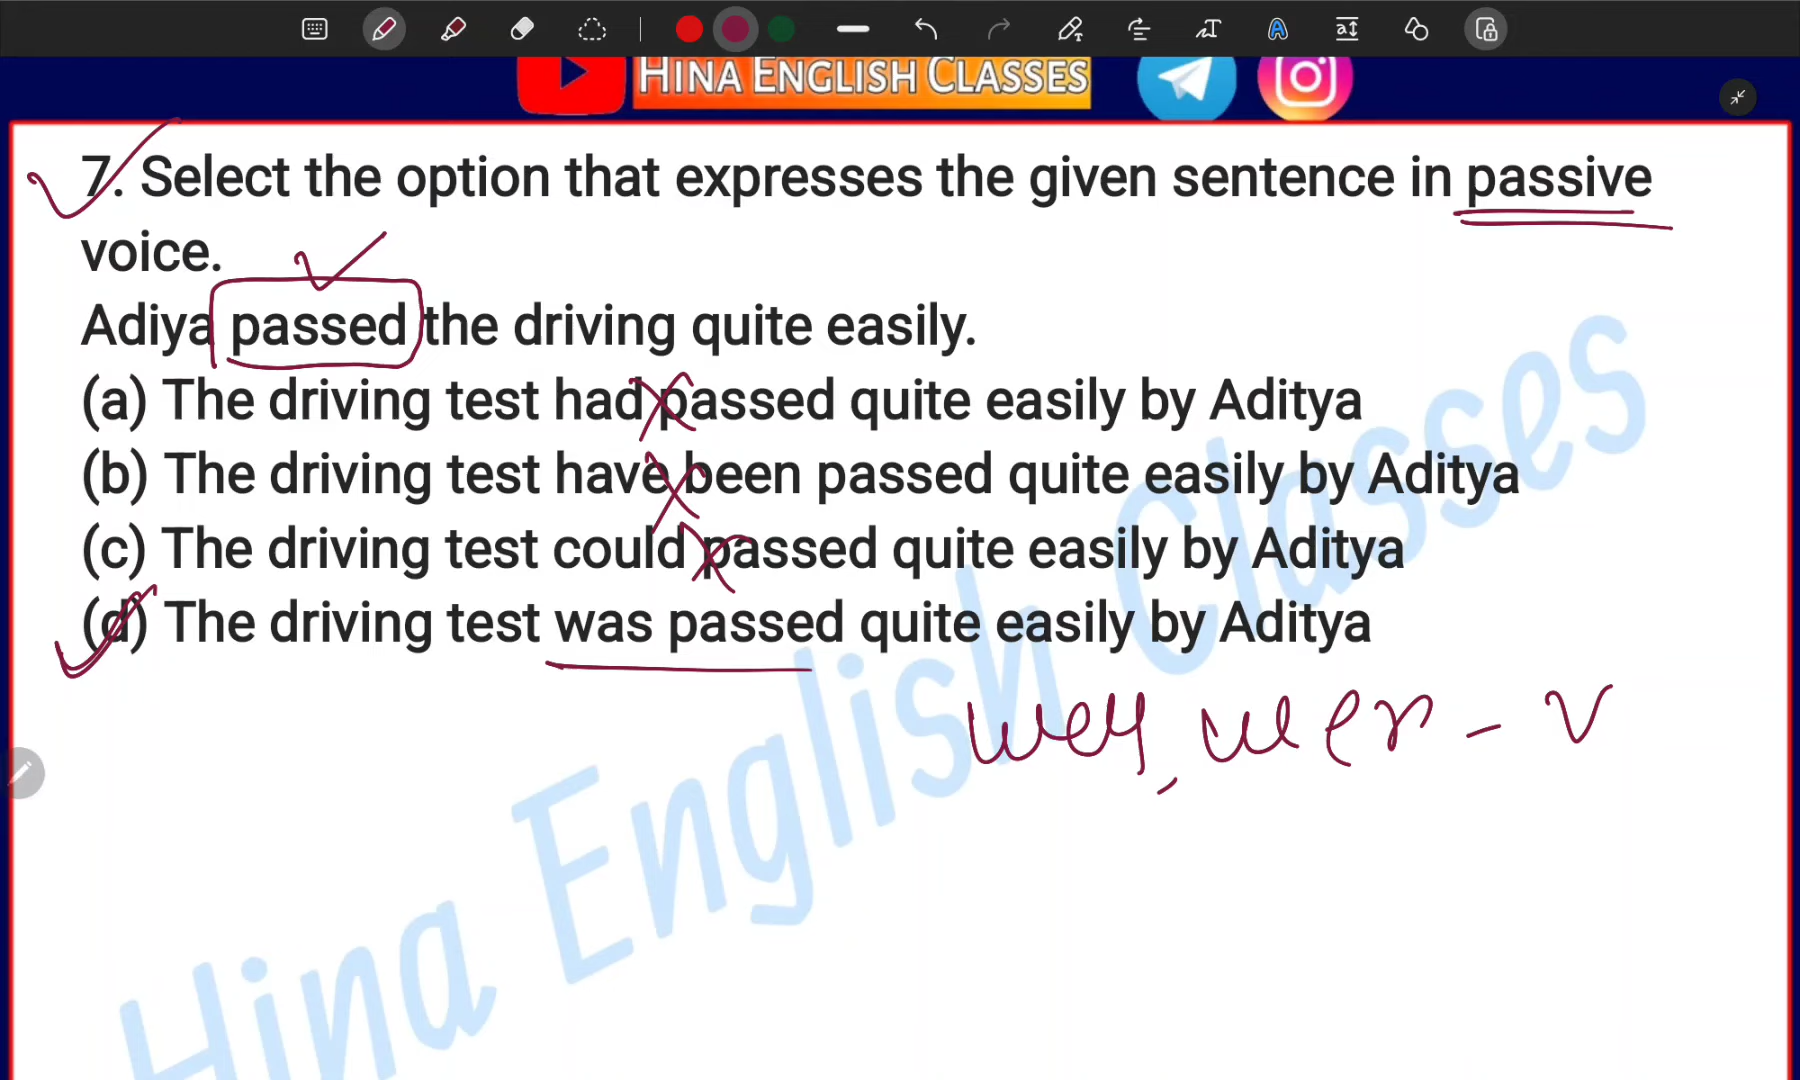 HINA ENGLISH CLASSES
7. Select the option that expresses the given sentence in passive
voice.
Adiya passed the driving quite easily.
(a) The driving test had passed quite easily by Aditya
(b) The driving test have been passed quite easily by Aditya
(c) The driving test could passed quite easily by Aditya
(d) The driving test was passed quite easily by Aditya
Hina English Classes